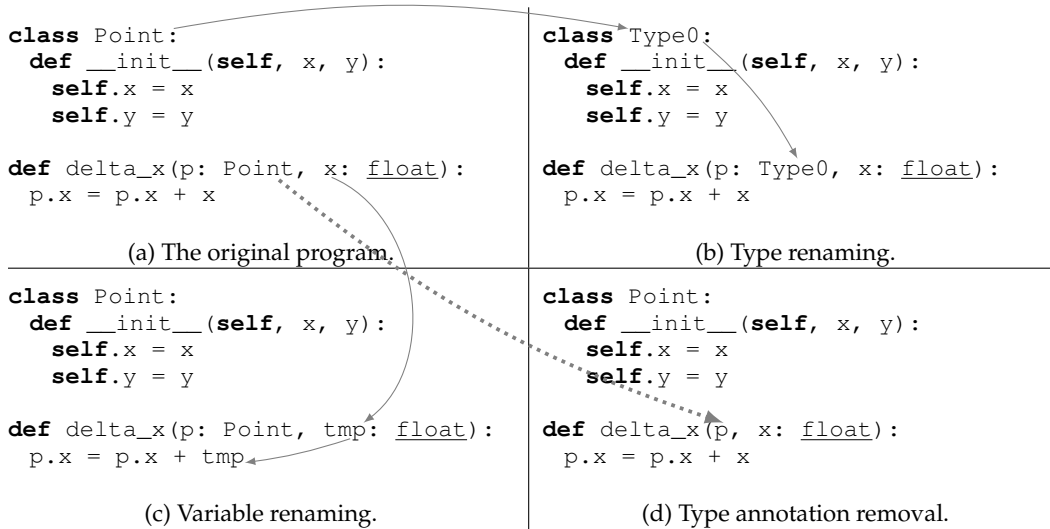 class Point:
def __init__(self, x, y):
self.x = x
self.y = y
def delta_x(p: Point, x: float):
p.x = p.x + x
(a) The original program.
class Type0:
def __init__(self, x, y):
self.x = x
self.y = y
def delta_x(p: Type0, x: float):
p.x = p.x + x
(b) Type renaming.
class Point:
def __init__(self, x, y):
self.x = x
self.y = y
def delta_x(p: Point, tmp: float):
p.x = p.x + tmp
(c) Variable renaming.
class Point:
def __init__(self, x, y):
self.x = x
self.y = y
def delta_x(p, x: float):
p.x = p.x + x
(d) Type annotation removal.